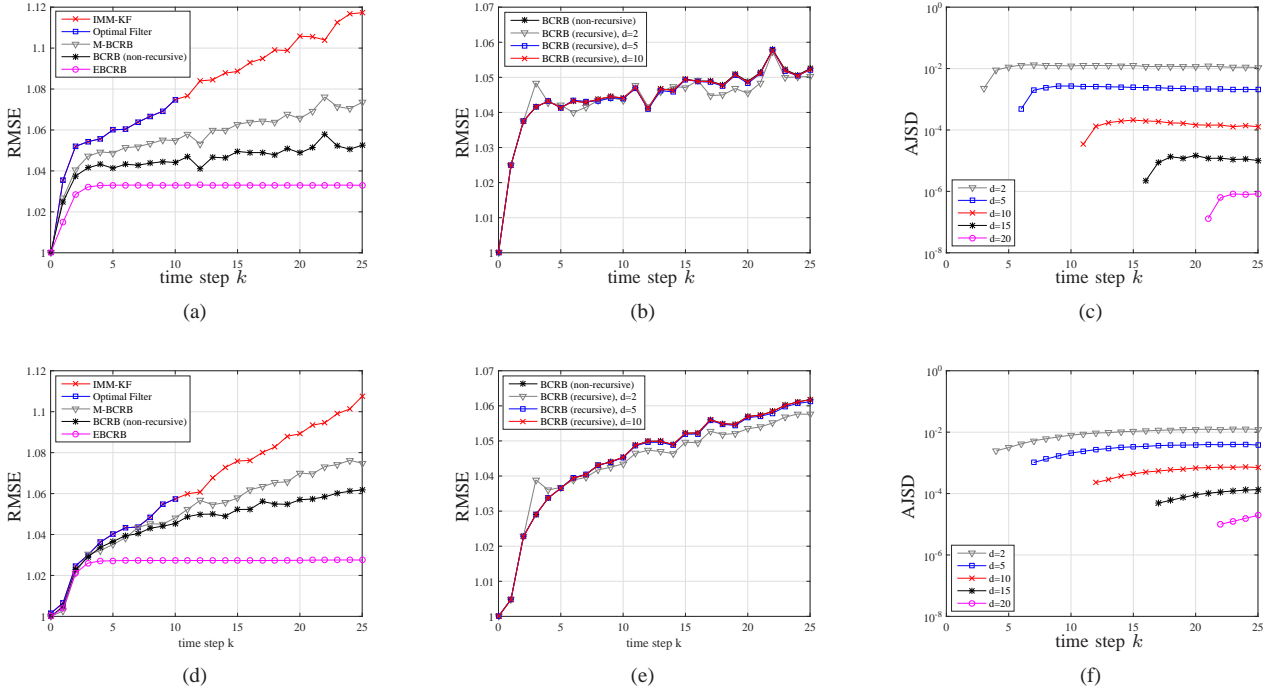 1.12
1.1
1.08
1.06
1.04
1.02
1
RMSE
IMM-KF
Optimal Filter
M-BCRB
BCRB (non-recursive)
EBCRB
0 5 10 15 20 25
time step k
(a)
1.07
1.06
1.05
1.04
1.03
1.02
1.01
1
RMSE
BCRB (non-recursive)
BCRB (recursive), d=2
BCRB (recursive), d=5
BCRB (recursive), d=10
0 5 10 15 20 25
time step k
(b)
10^0
10^-2
10^-4
10^-6
10^-8
AJSD
d=2
d=5
d=10
d=15
d=20
0 5 10 15 20 25
time step k
(c)
1.12
1.1
1.08
1.06
1.04
1.02
1
RMSE
IMM-KF
Optimal Filter
M-BCRB
BCRB (non-recursive)
EBCRB
0 5 10 15 20 25
time step k
(d)
1.07
1.06
1.05
1.04
1.03
1.02
1.01
1
RMSE
BCRB (non-recursive)
BCRB (recursive), d=2
BCRB (recursive), d=5
BCRB (recursive), d=10
0 5 10 15 20 25
time step k
(e)
10^0
10^-2
10^-4
10^-6
10^-8
AJSD
d=2
d=5
d=10
d=15
d=20
0 5 10 15 20 25
time step k
(f)